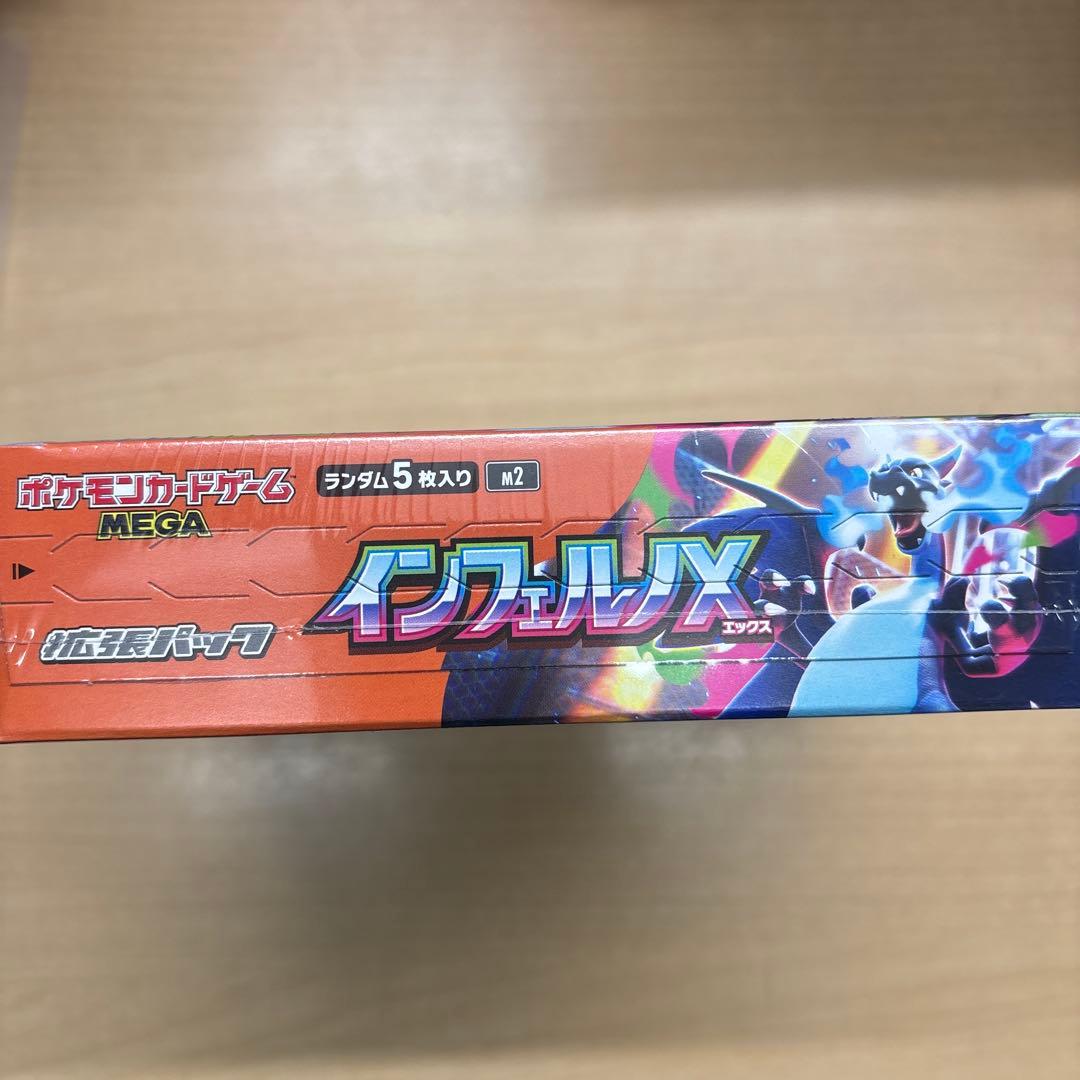 ポケモンカードゲーム
MEGA
ランダム5枚入り
M2
拡張パック
インフェルノX
エックス